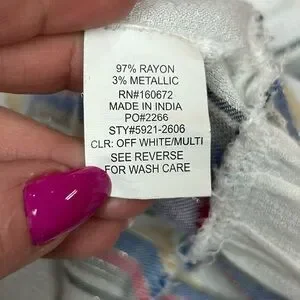 97% RAYON
3% METALLIC
RN#160672
MADE IN INDIA
PO#2266
STY#5921-2606
CLR: OFF WHITE/MULTI
SEE REVERSE
FOR WASH CARE